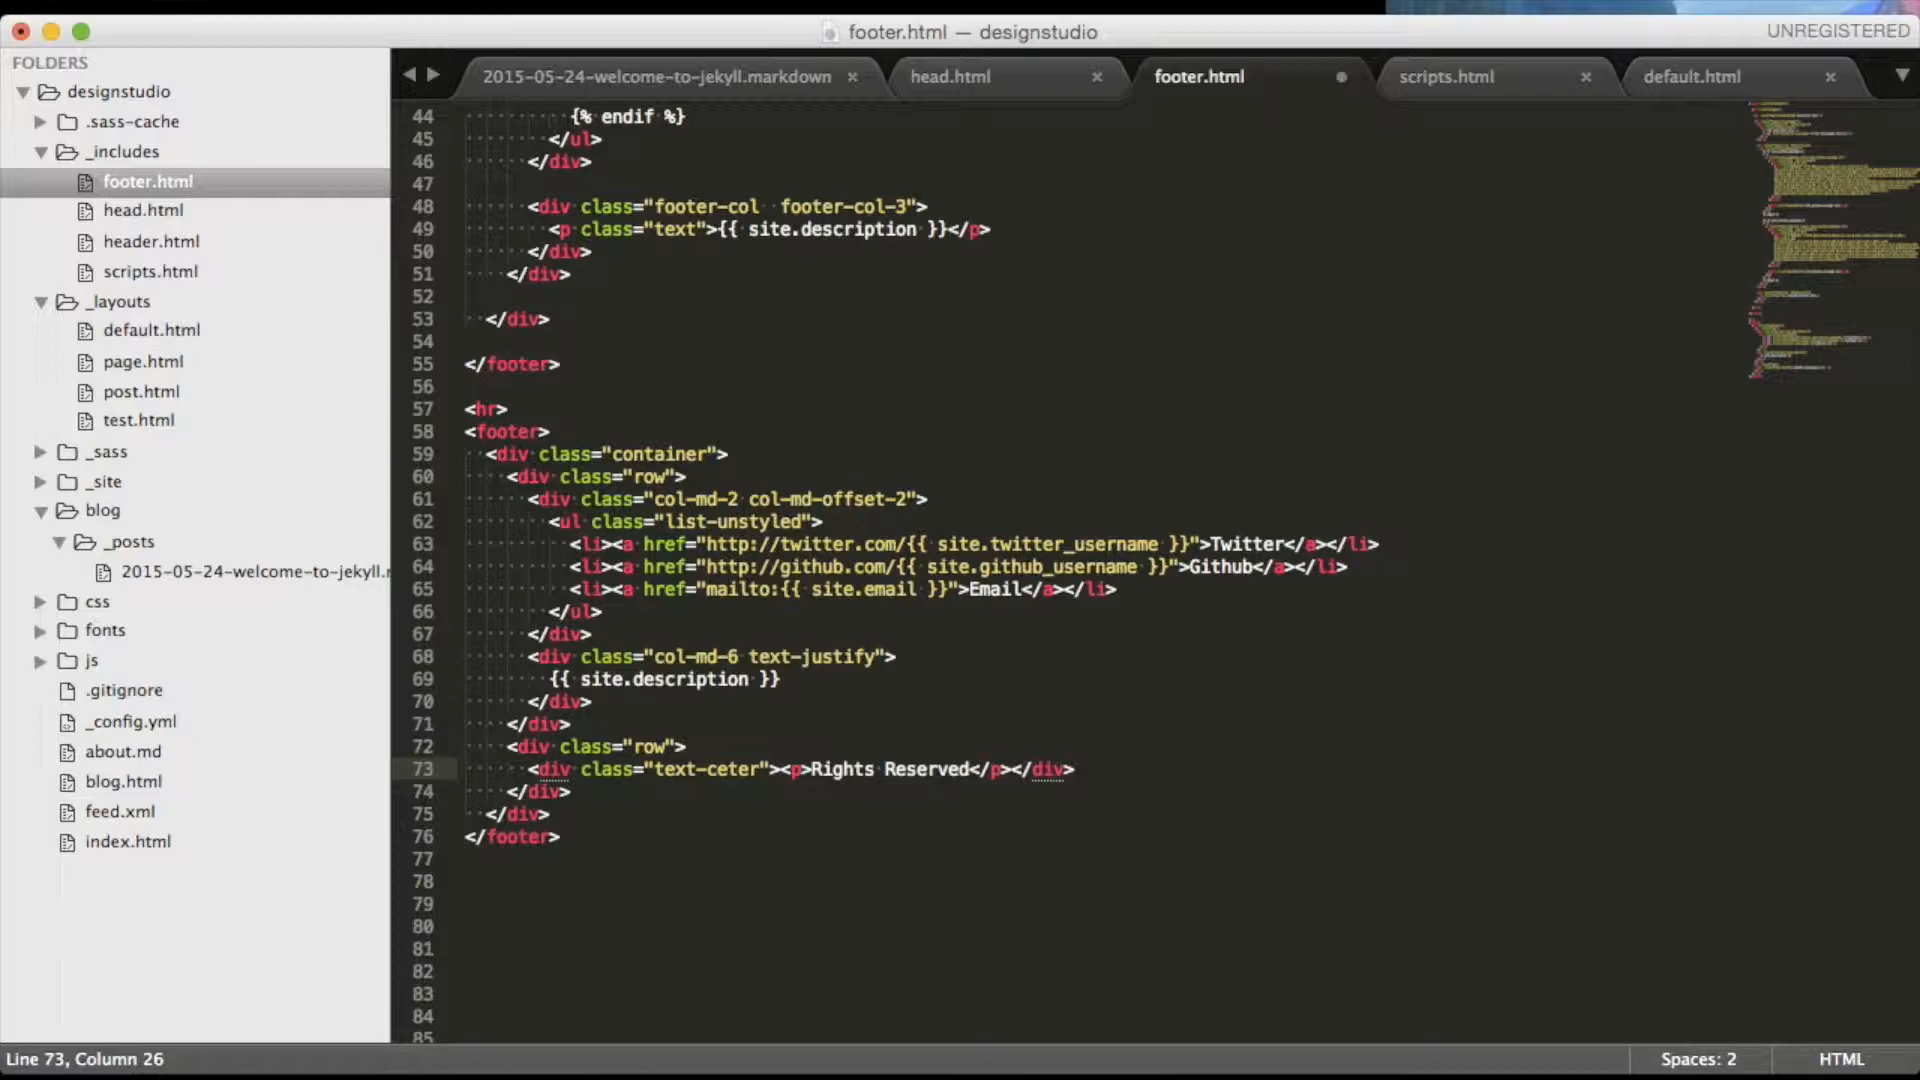 footer.html — designstudio
UNREGISTERED
FOLDERS
designstudio
.sass-cache
_includes
footer.html
head.html
header.html
scripts.html
_layouts
default.html
page.html
post.html
test.html
_sass
_site
blog
_posts
2015-05-24-welcome-to-jekyll.r
css
fonts
js
.gitignore
_config.yml
about.md
blog.html
feed.xml
index.html
2015-05-24-welcome-to-jekyll.markdown
head.html
footer.html
scripts.html
default.html
44 {% endif %}
45 </ul>
46 </div>
47
48 <div class="footer-col footer-col-3">
49 <p class="text">{{ site.description }}</p>
50 </div>
51 </div>
52
53 </div>
54
55 </footer>
56
57 <hr>
58 <footer>
59 <div class="container">
60 <div class="row">
61 <div class="col-md-2 col-md-offset-2">
62 <ul class="list-unstyled">
63 <li><a href="http://twitter.com/{{ site.twitter_username }}">Twitter</a></li>
64 <li><a href="http://github.com/{{ site.github_username }}">Github</a></li>
65 <li><a href="mailto:{{ site.email }}">Email</a></li>
66 </ul>
67 </div>
68 <div class="col-md-6 text-justify">
69 {{ site.description }}
70 </div>
71 </div>
72 <div class="row">
73 <div class="text-ceter"><p>Rights Reserved</p></div>
74 </div>
75 </div>
76 </footer>
77
78
79
80
81
82
83
84
85
Line 73, Column 26
Spaces: 2
HTML